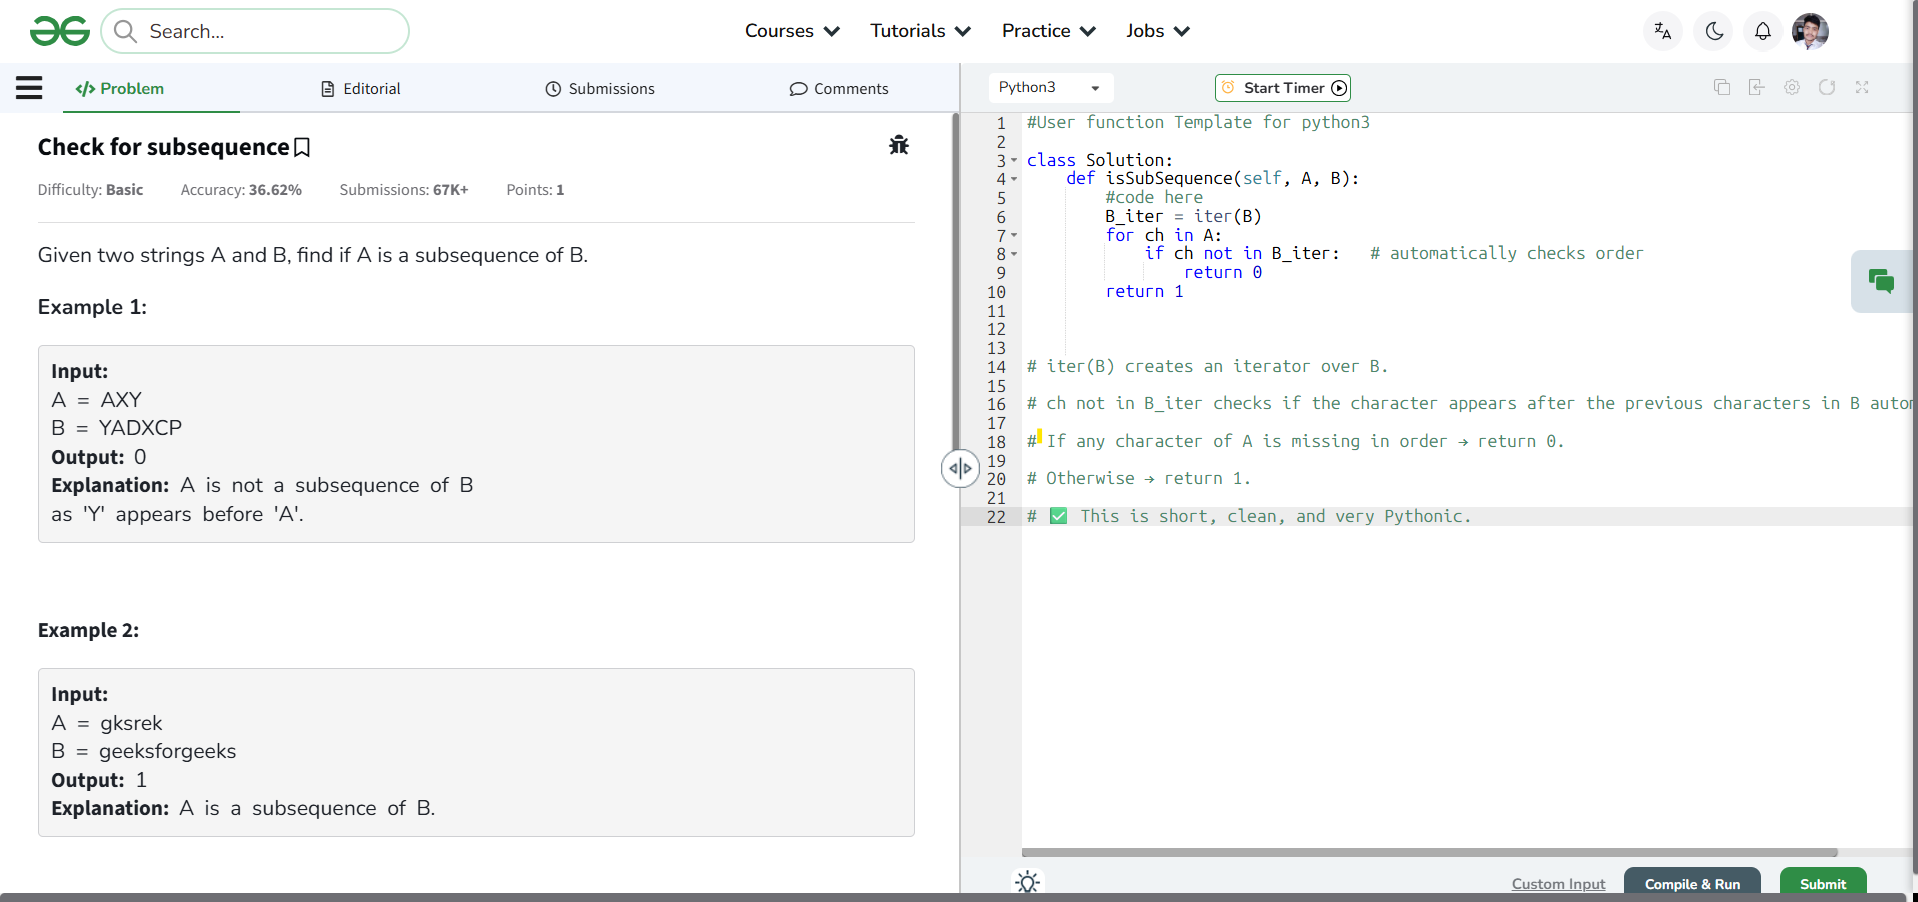 Search...
Courses Tutorials Practice Jobs
Problem Editorial Submissions Comments
Python3 Start Timer
Check for subsequence
Difficulty: Basic Accuracy: 36.62% Submissions: 67K+ Points: 1
Given two strings A and B, find if A is a subsequence of B.
Example 1:
Input:
A = AXY
B = YADXCP
Output: 0
Explanation: A is not a subsequence of B
as 'Y' appears before 'A'.
Example 2:
Input:
A = gksrek
B = geeksforgeeks
Output: 1
Explanation: A is a subsequence of B.
1 #User function Template for python3
2
3 class Solution:
4 def isSubSequence(self, A, B):
5 #code here
6 B_iter = iter(B)
7 for ch in A:
8 if ch not in B_iter: # automatically checks order
9 return 0
10 return 1
11
12
13
14 # iter(B) creates an iterator over B.
15
16 # ch not in B_iter checks if the character appears after the previous characters in B autom
17
18 # If any character of A is missing in order → return 0.
19
20 # Otherwise → return 1.
21
22 # ✅ This is short, clean, and very Pythonic.
Custom Input Compile & Run Submit